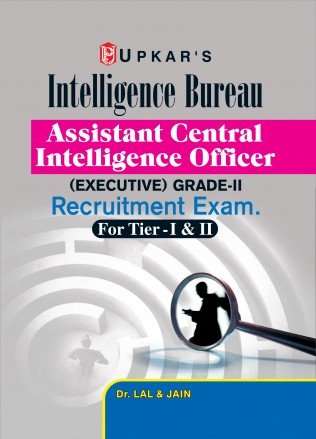 UPKAR'S
Intelligence Bureau
Assistant Central
Intelligence Officer
(EXECUTIVE) GRADE-II
Recruitment Exam.
For Tier-I & II
Dr. LAL & JAIN